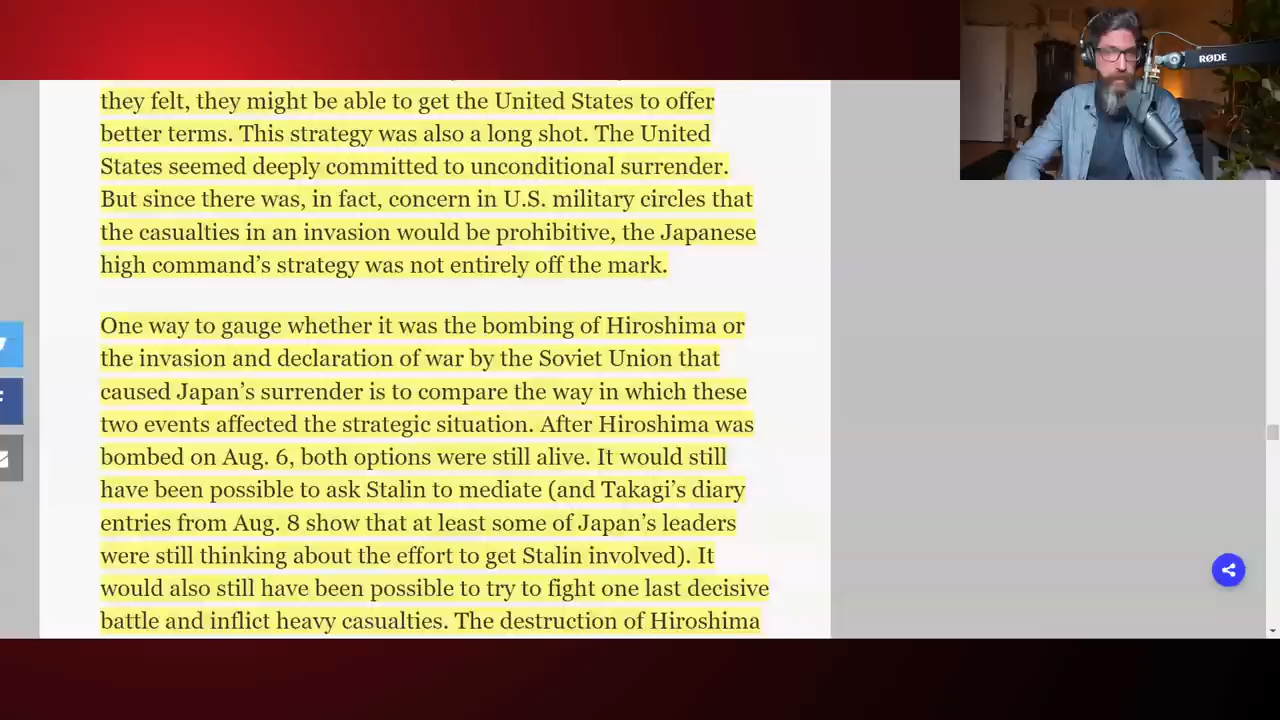 they felt, they might be able to get the United States to offer
better terms. This strategy was also a long shot. The United
States seemed deeply committed to unconditional surrender.
But since there was, in fact, concern in U.S. military circles that
the casualties in an invasion would be prohibitive, the Japanese
high command’s strategy was not entirely off the mark.
One way to gauge whether it was the bombing of Hiroshima or
the invasion and declaration of war by the Soviet Union that
caused Japan’s surrender is to compare the way in which these
two events affected the strategic situation. After Hiroshima was
bombed on Aug. 6, both options were still alive. It would still
have been possible to ask Stalin to mediate (and Takagi’s diary
entries from Aug. 8 show that at least some of Japan’s leaders
were still thinking about the effort to get Stalin involved). It
would also still have been possible to try to fight one last decisive
battle and inflict heavy casualties. The destruction of Hiroshima
RØDE